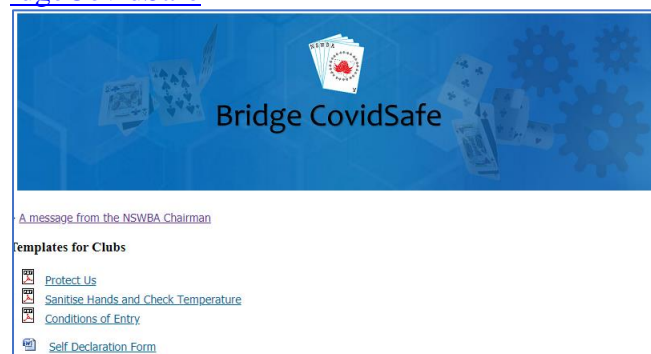 NSWBA
Bridge CovidSafe
A message from the NSWBA Chairman
Templates for Clubs
Protect Us
Sanitise Hands and Check Temperature
Conditions of Entry
Self Declaration Form